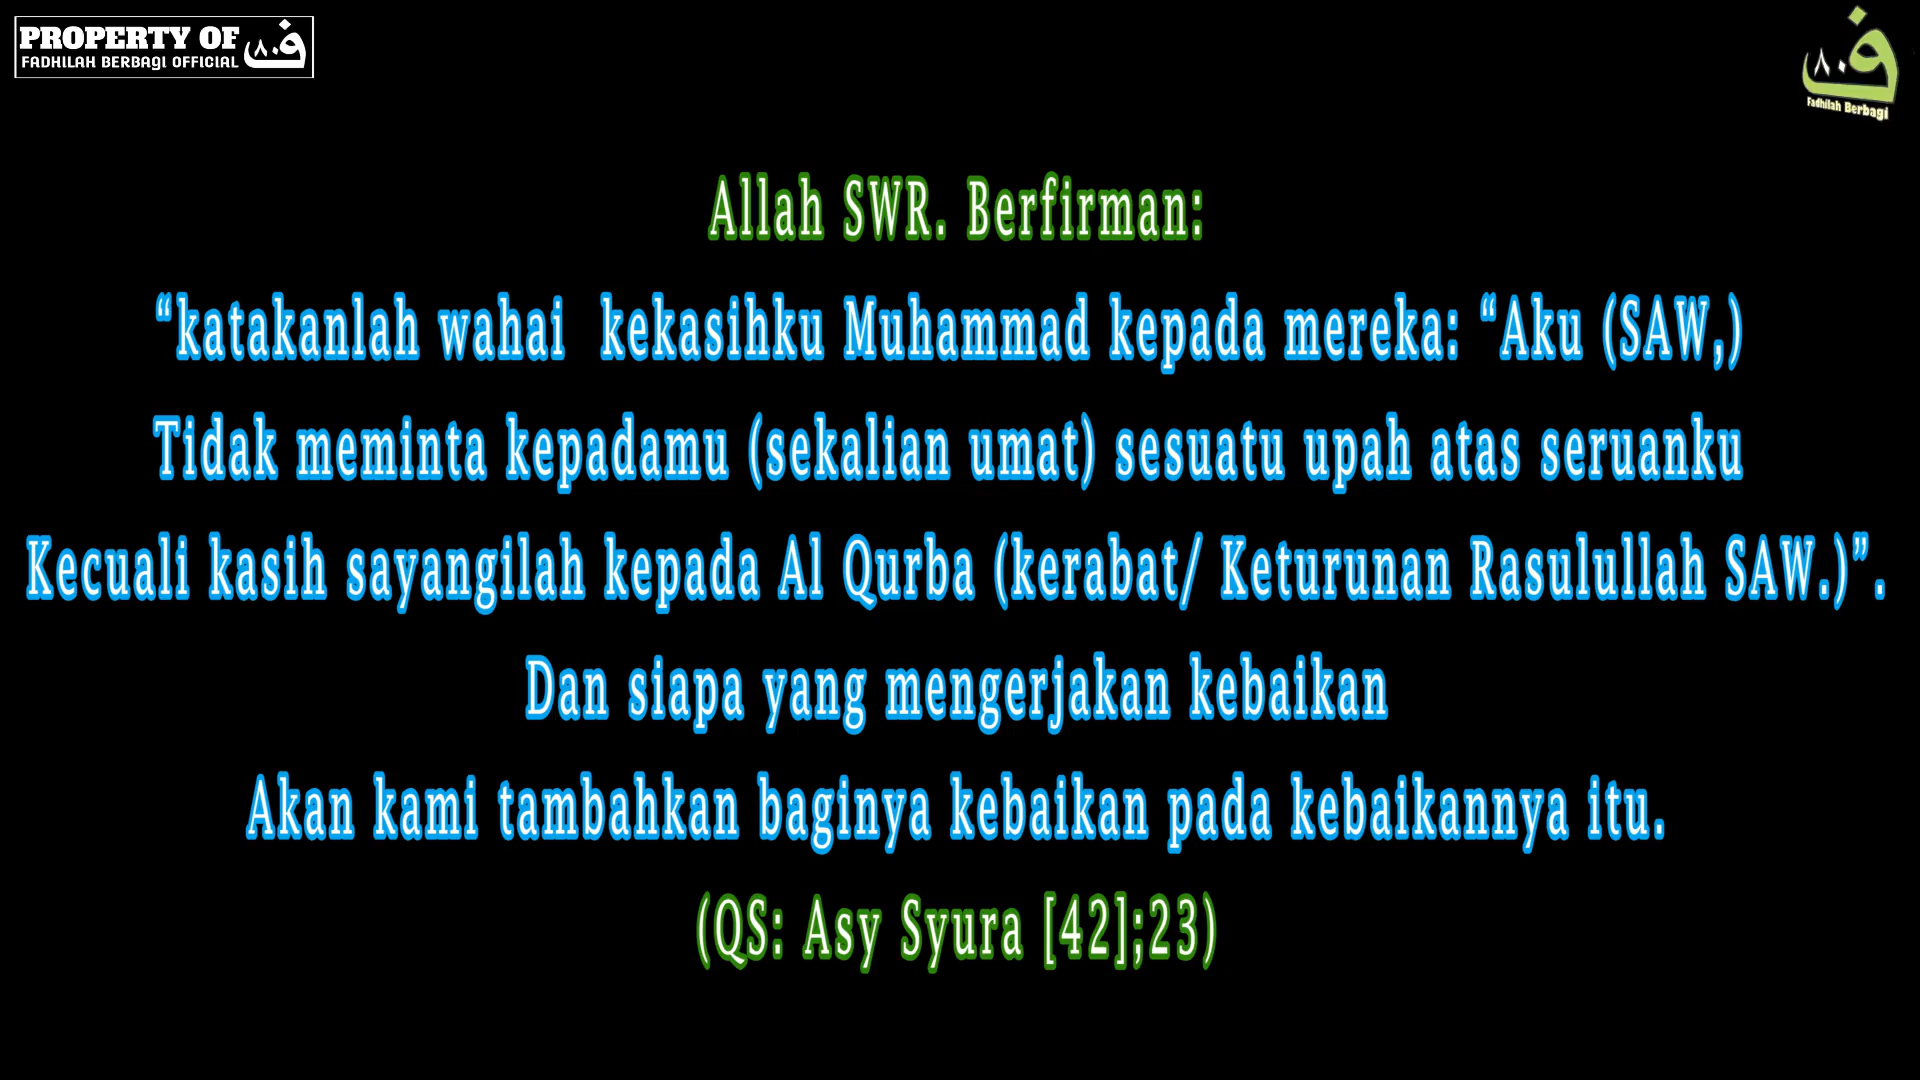 PROPERTY OF
FADHILAH BERBAGI OFFICIAL
ف ٨٠
ف ٨٠
Fadhilah Berbagi
Allah SWR. Berfirman:
“katakanlah wahai  kekasihku Muhammad kepada mereka: “Aku (SAW,)
Tidak meminta kepadamu (sekalian umat) sesuatu upah atas seruanku
Kecuali kasih sayangilah kepada Al Qurba (kerabat/ Keturunan Rasulullah SAW.)”.
Dan siapa yang mengerjakan kebaikan
Akan kami tambahkan baginya kebaikan pada kebaikannya itu.
(QS: Asy Syura [42];23)